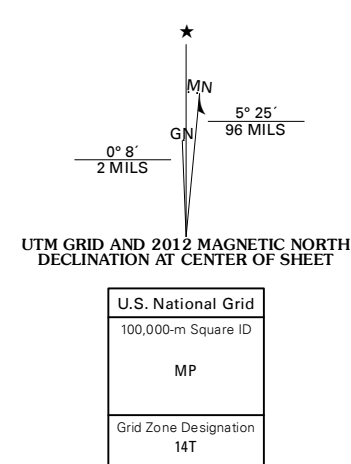 ★
MN
GN
5° 25´
96 MILS
0° 8´
2 MILS
UTM GRID AND 2012 MAGNETIC NORTH
DECLINATION AT CENTER OF SHEET
U.S. National Grid
100,000-m Square ID
MP
Grid Zone Designation
14T